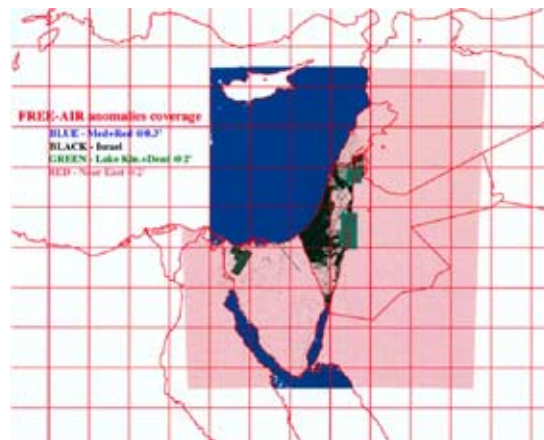 FREE-AIR anomalies coverage
BLUE - Med+Red @0.3'
BLACK - Israel
GREEN - Lake Kin.+Dead @2'
RED - Near East @2'